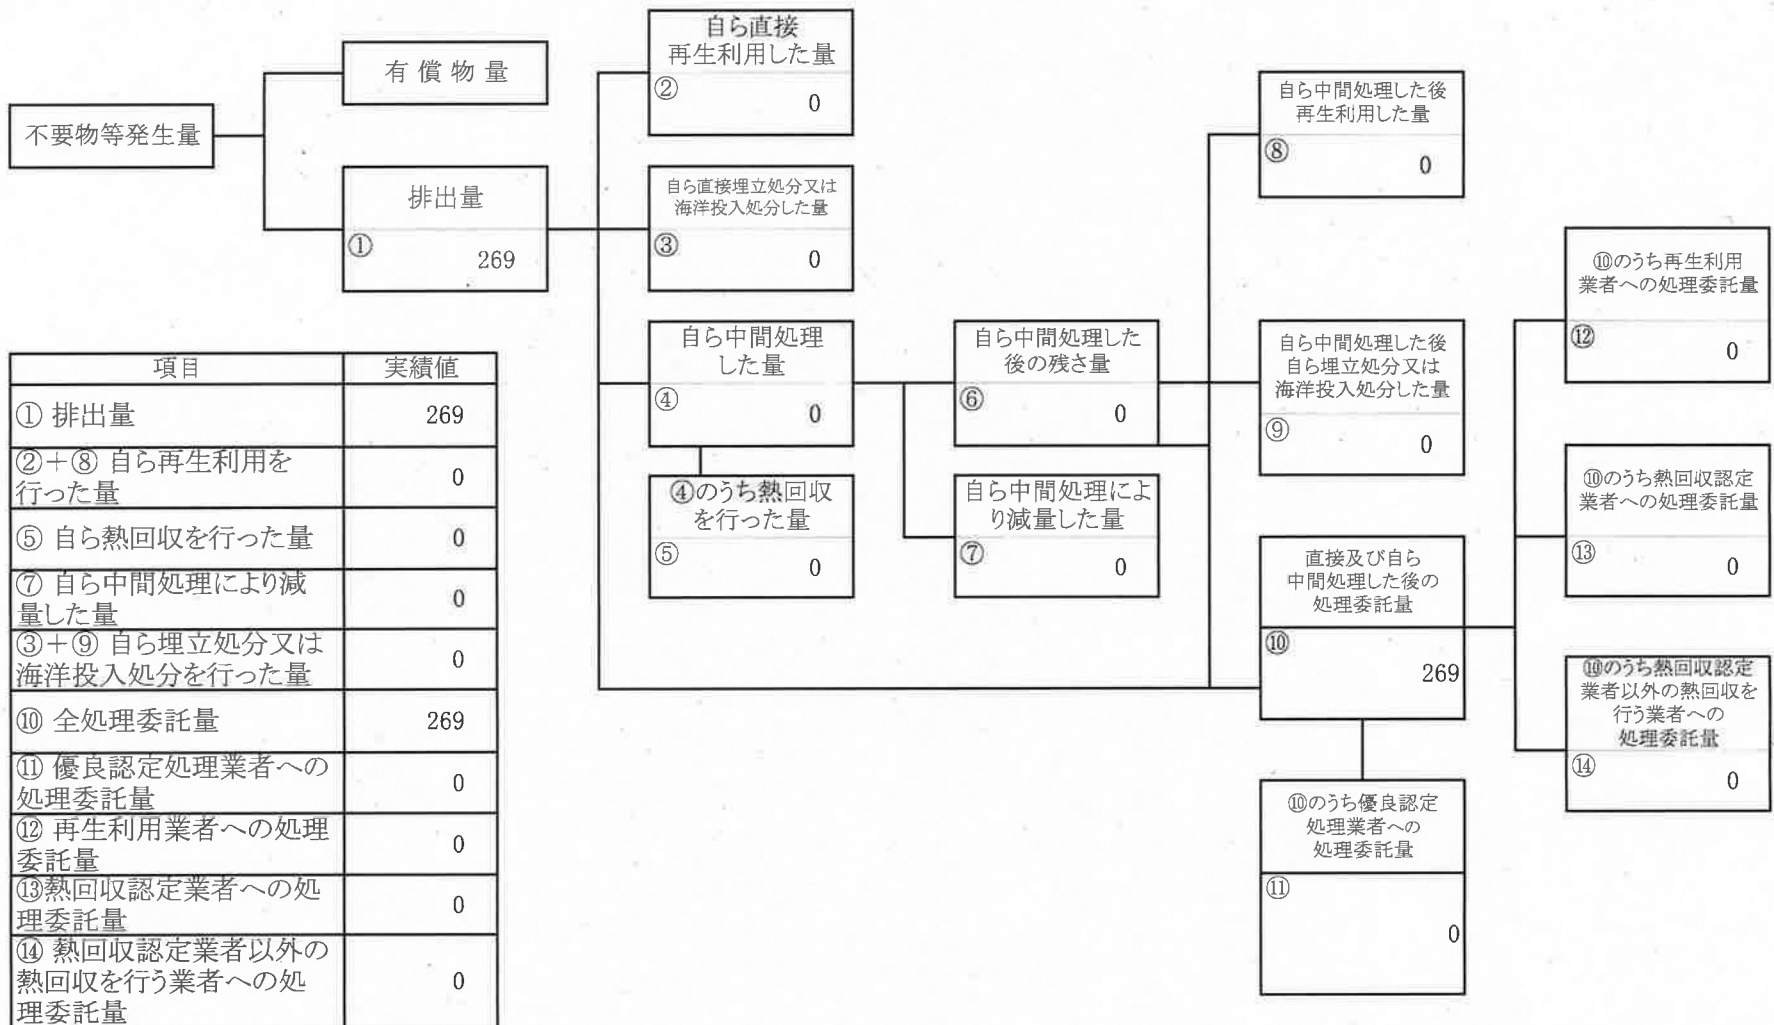 不要物等発生量
有償物量
排出量
①
269
自ら直接
再生利用した量
②
0
自ら直接埋立処分又は
海洋投入処分した量
③
0
自ら中間処理
した量
④
0
④のうち熱回収
を行った量
⑤
0
自ら中間処理した
後の残さ量
⑥
0
自ら中間処理によ
り減量した量
⑦
0
自ら中間処理した後
再生利用した量
⑧
0
自ら中間処理した後
自ら埋立処分又は
海洋投入処分した量
⑨
0
直接及び自ら
中間処理した後の
処理委託量
⑩
269
⑩のうち優良認定
処理業者への
処理委託量
⑪
0
⑩のうち再生利用
業者への処理委託量
⑫
0
⑩のうち熱回収認定
業者への処理委託量
⑬
0
⑩のうち熱回収認定
業者以外の熱回収を
行う業者への
処理委託量
⑭
0
項目 実績値
① 排出量 269
②+⑧ 自ら再生利用を
行った量 0
⑤ 自ら熱回収を行った量 0
⑦ 自ら中間処理により減
量した量 0
③+⑨ 自ら埋立処分又は
海洋投入処分を行った量 0
⑩ 全処理委託量 269
⑪ 優良認定処理業者への
処理委託量 0
⑫ 再生利用業者への処理
委託量 0
⑬熱回収認定業者への処
理委託量 0
⑭ 熱回収認定業者以外の
熱回収を行う業者への処
理委託量 0